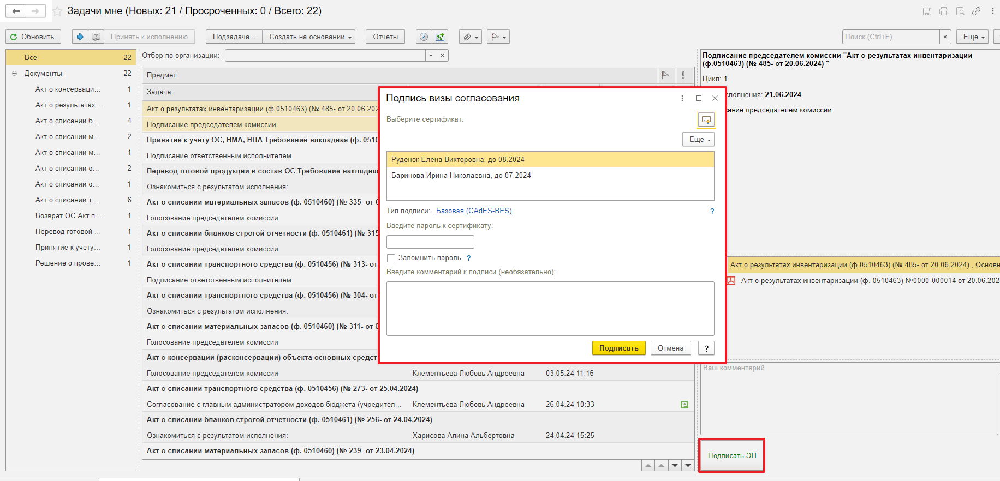 Задачи мне (Новых: 21 / Просроченных: 0 / Всего: 22)
Обновить
Принять к исполнению
Подзадача...
Создать на основании
Отчеты
Поиск (Ctrl+F)
×
Еще
Все 22
Документы 22
Акт о консерваци... 1
Акт о результатах... 1
Акт о списании б... 4
Акт о списании м... 2
Акт о списании м... 1
Акт о списании о... 2
Акт о списании о... 1
Акт о списании т... 6
Возврат ОС Акт п... 1
Перевод готовой ... 1
Принятие к учету... 1
Решение о прове... 1
Отбор по организации:
Предмет
Задача
Акт о результатах инвентаризации (ф.0510463) (№ 485- от 20.06.202
Подписание председателем комиссии
Принятие к учету ОС, НМА, НПА Требование-накладная (ф. 0510
Подписание ответственным исполнителем
Перевод готовой продукции в состав ОС Требование-накладная
Ознакомиться с результатом исполнения:
Акт о списании материальных запасов (ф. 0510460) (№ 335- от 0
Голосование председателем комиссии
Акт о списании бланков строгой отчетности (ф. 0510461) (№ 315
Голосование председателем комиссии
Акт о списании транспортного средства (ф. 0510456) (№ 313- от
Подписание ответственным исполнителем
Акт о списании транспортного средства (ф. 0510456) (№ 304- от
Ознакомиться с результатом исполнения:
Акт о списании материальных запасов (ф. 0510460) (№ 311- от 0
Голосование председателем комиссии
Акт о консервации (расконсервации) объекта основных средст
Голосование председателем комиссии Клементьева Любовь Андреевна 03.05.24 11:16
Акт о списании транспортного средства (ф. 0510456) (№ 273- от 25.04.2024)
Согласование с главным администратором доходов бюджета (учредител... Клементьева Любовь Андреевна 26.04.24 10:33
Акт о списании бланков строгой отчетности (ф. 0510461) (№ 256- от 24.04.2024)
Ознакомиться с результатом исполнения: Харисова Алина Альбертовна 24.04.24 15:25
Акт о списании материальных запасов (ф. 0510460) (№ 239- от 23.04.2024)
Подпись визы согласования
Выберите сертификат:
Еще
Руденок Елена Викторовна, до 08.2024
Баринова Ирина Николаевна, до 07.2024
Тип подписи: Базовая (CAdES-BES) ?
Введите пароль к сертификату:
Запомнить пароль ?
Введите комментарий к подписи (необязательно):
Подписать
Отмена
?
Подписание председателем комиссии "Акт о результатах инвентаризации
(ф.0510463) (№ 485- от 20.06.2024) "
Цикл: 1
сполнения: 21.06.2024
ание председателем комиссии
Акт о результатах инвентаризации (ф.0510463) (№ 485- от 20.06.2024) , Основн
Акт о результатах инвентаризации (ф. 0510463) №0000-000014 от 20.06.202
Ваш комментарий
Подписать ЭП